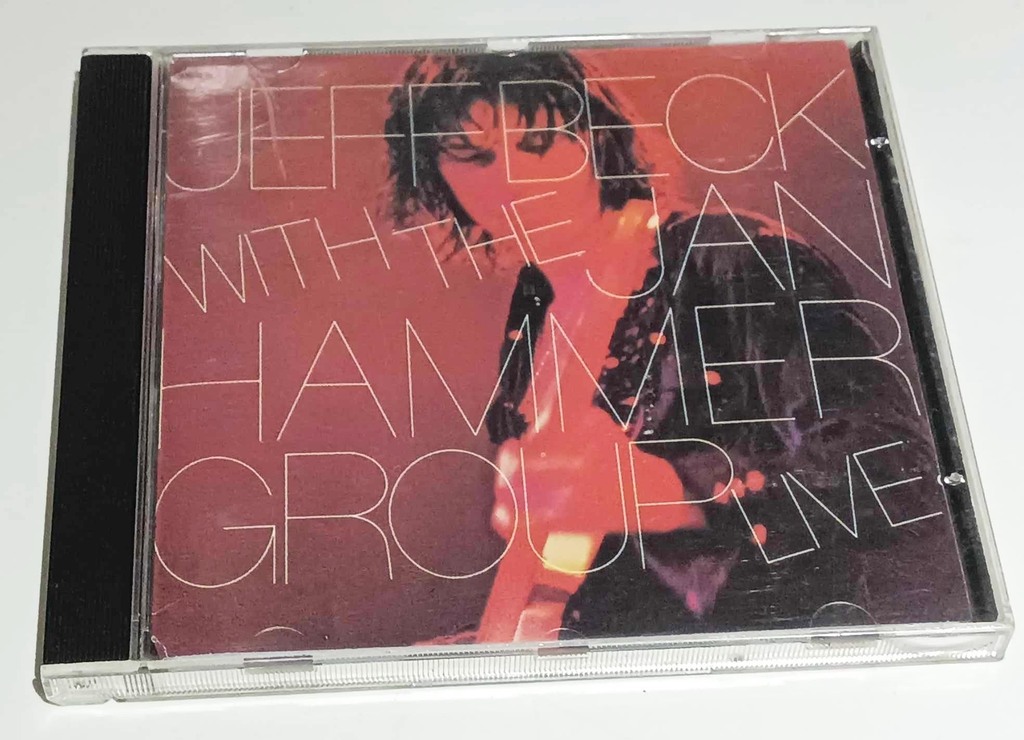 JEFF BECK
WITH THE JAN
HAMMER
GROUP LIVE